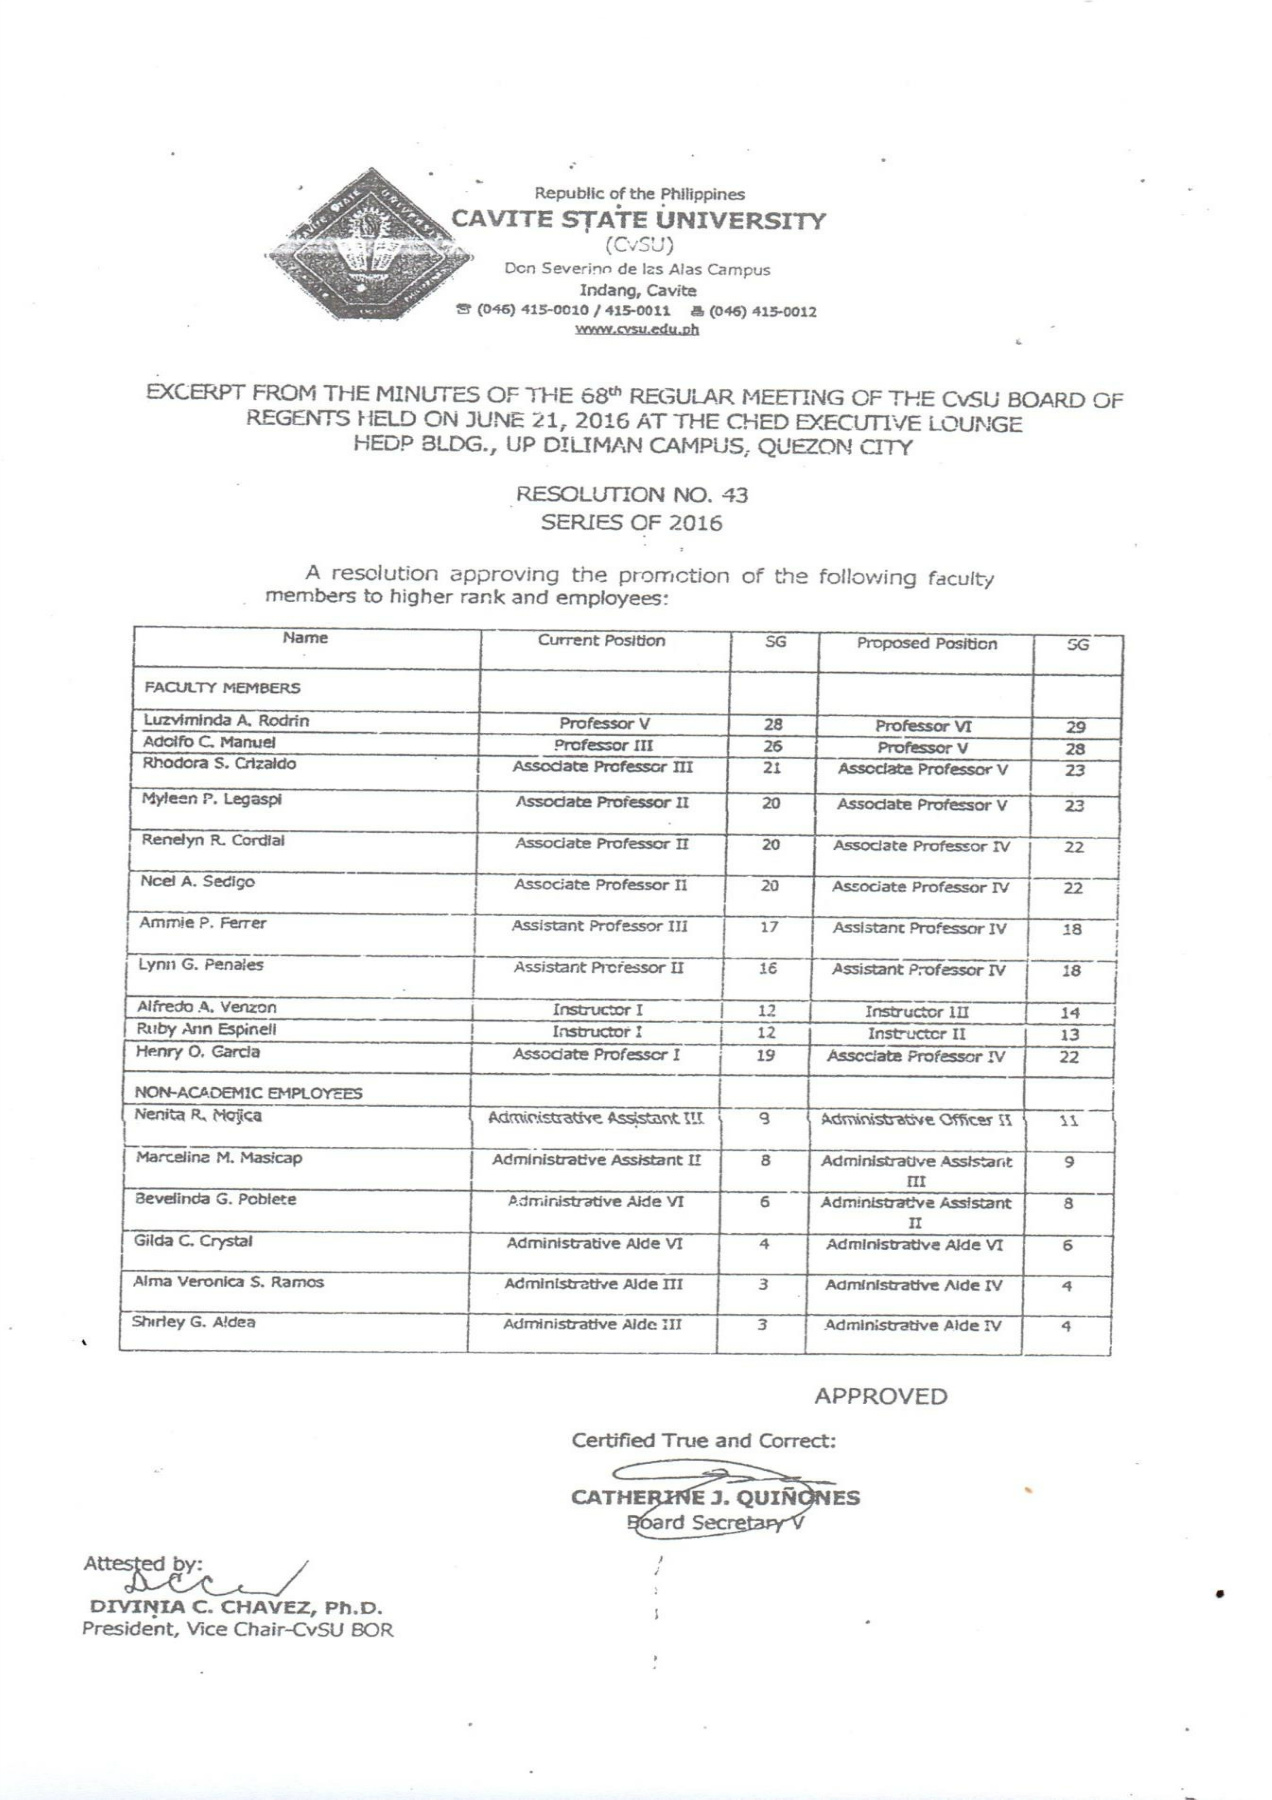 Republic of the Philippines
CAVITE STATE UNIVERSITY
(CvSU)
Don Severino de las Alas Campus
Indang, Cavite
☎ (046) 415-0010 / 415-0011 🖷 (046) 415-0012
www.cvsu.edu.ph
EXCERPT FROM THE MINUTES OF THE 68th REGULAR MEETING OF THE CvSU BOARD OF
REGENTS HELD ON JUNE 21, 2016 AT THE CHED EXECUTIVE LOUNGE
HEDP BLDG., UP DILIMAN CAMPUS, QUEZON CITY
RESOLUTION NO. 43
SERIES OF 2016
A resolution approving the promotion of the following faculty
members to higher rank and employees:
Name Current Position SG Proposed Position SG
FACULTY MEMBERS
Luzviminda A. Rodrin Professor V 28 Professor VI 29
Adolfo C. Manuel Professor III 26 Professor V 28
Rhodora S. Crizaldo Associate Professor III 21 Associate Professor V 23
Myleen P. Legaspi Associate Professor II 20 Associate Professor V 23
Renelyn R. Cordial Associate Professor II 20 Associate Professor IV 22
Noel A. Sedigo Associate Professor II 20 Associate Professor IV 22
Ammie P. Ferrer Assistant Professor III 17 Assistant Professor IV 18
Lynn G. Penales Assistant Professor II 16 Assistant Professor IV 18
Alfredo A. Venzon Instructor I 12 Instructor III 14
Ruby Ann Espineli Instructor I 12 Instructor II 13
Henry O. Garcia Associate Professor I 19 Associate Professor IV 22
NON-ACADEMIC EMPLOYEES
Nenita R. Mojica Administrative Assistant III 9 Administrative Officer II 11
Marcelina M. Masicap Administrative Assistant II 8 Administrative Assistant
III 9
Bevelinda G. Poblete Administrative Aide VI 6 Administrative Assistant
II 8
Gilda C. Crystal Administrative Aide VI 4 Administrative Aide VI 6
Alma Veronica S. Ramos Administrative Aide III 3 Administrative Aide IV 4
Shirley G. Aldea Administrative Aide III 3 Administrative Aide IV 4
APPROVED
Certified True and Correct:
CATHERINE J. QUIÑONES
Board Secretary V
Attested by:
DIVINIA C. CHAVEZ, Ph.D.
President, Vice Chair-CvSU BOR